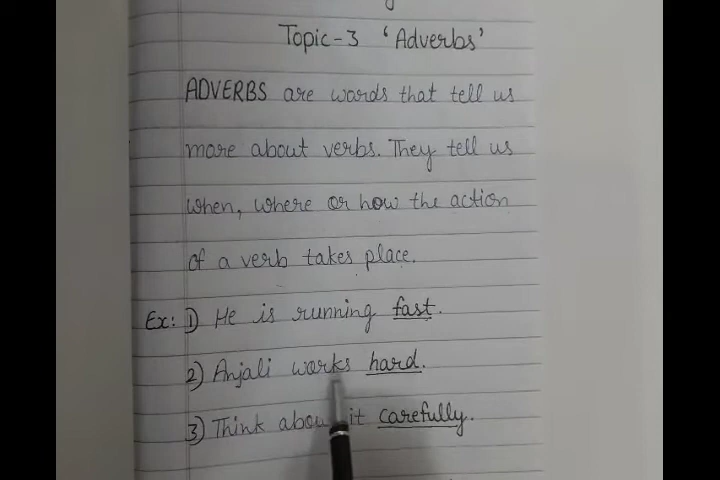 Topic-3 'Adverbs'
ADVERBS are words that tell us
more about verbs. They tell us
when, where or how the action
of a verb takes place.
Ex: 1) He is running fast.
2) Anjali works hard.
3) Think about it carefully.